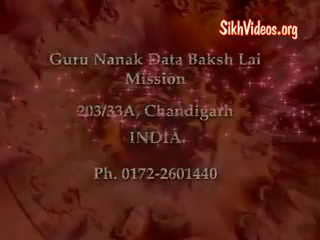 SikhVideos.org
Guru Nanak Data Baksh Lai
Mission
203/33A, Chandigarh
INDIA.
Ph. 0172-2601440